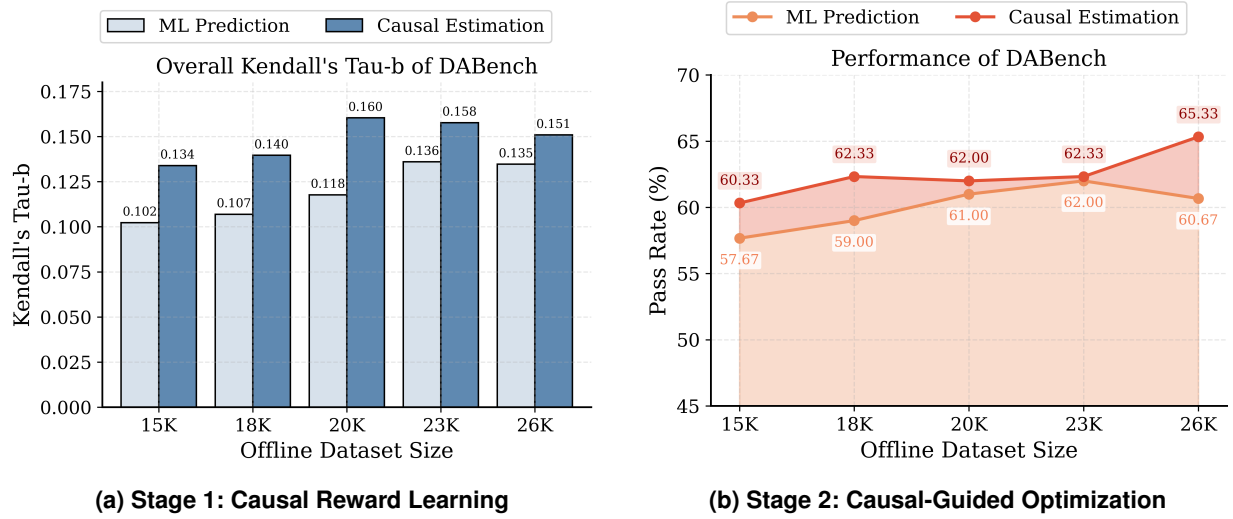 ML Prediction
Causal Estimation
Overall Kendall's Tau-b of DABench
Kendall's Tau-b
0.175
0.150
0.125
0.100
0.075
0.050
0.025
0.000
0.102
0.134
0.107
0.140
0.118
0.160
0.136
0.158
0.135
0.151
15K
18K
20K
23K
26K
Offline Dataset Size
(a) Stage 1: Causal Reward Learning
ML Prediction
Causal Estimation
Performance of DABench
Pass Rate (%)
70
65
60
55
50
45
60.33
62.33
62.00
62.33
65.33
57.67
59.00
61.00
62.00
60.67
15K
18K
20K
23K
26K
Offline Dataset Size
(b) Stage 2: Causal-Guided Optimization